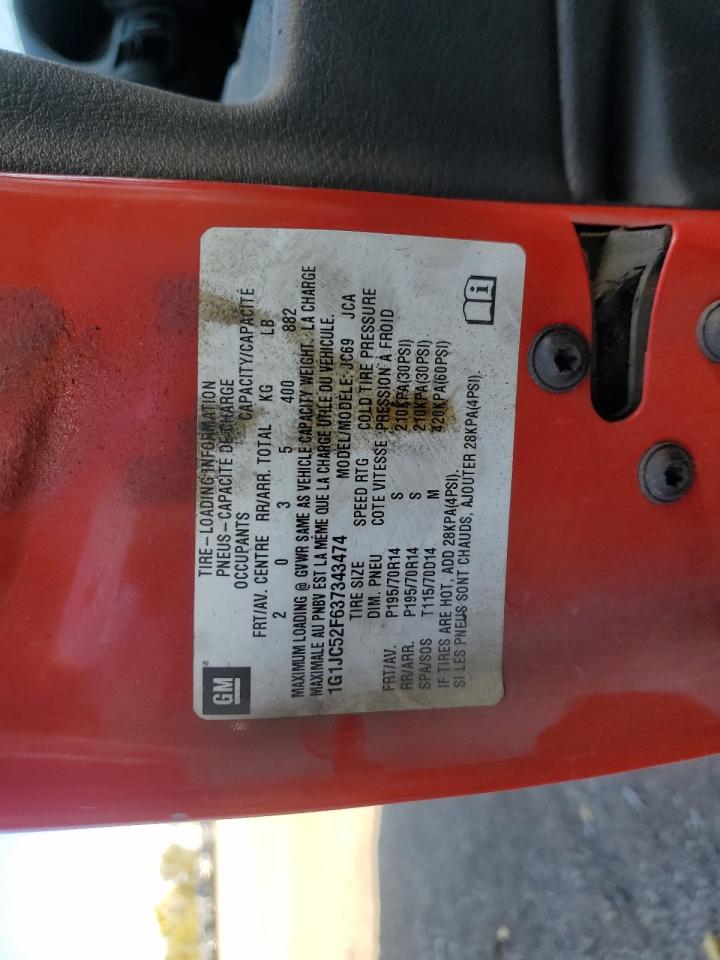 GM
®
TIRE-LOADING INFORMATION
PNEUS-CAPACITÉ DE CHARGE
OCCUPANTS CAPACITY/CAPACITÉ
FRT/AV. CENTRE RR/ARR. TOTAL KG LB
2 0 3 5 400 882
MAXIMUM LOADING @ GVWR SAME AS VEHICLE CAPACITY WEIGHT. LA CHARGE
MAXIMALE AU PNBV EST LA MEME QUE LA CHARGE UTILE DU VEHICULE.
1G1JC52F637343474 MODEL/MODELE: JC69 JCA
TIRE SIZE SPEED RTG COLD TIRE PRESSURE
DIM. PNEU COTE VITESSE PRESSION À FROID
FRT/AV. P195/70R14 S 210KPA(30PSI)
RR/ARR. P195/70R14 S 210KPA(30PSI)
SPA/SOS T115/70D14 M 420KPA(60PSI)
IF TIRES ARE HOT, ADD 28KPA(4PSI).
SI LES PNEUS SONT CHAUDS, AJOUTER 28KPA(4PSI).
i